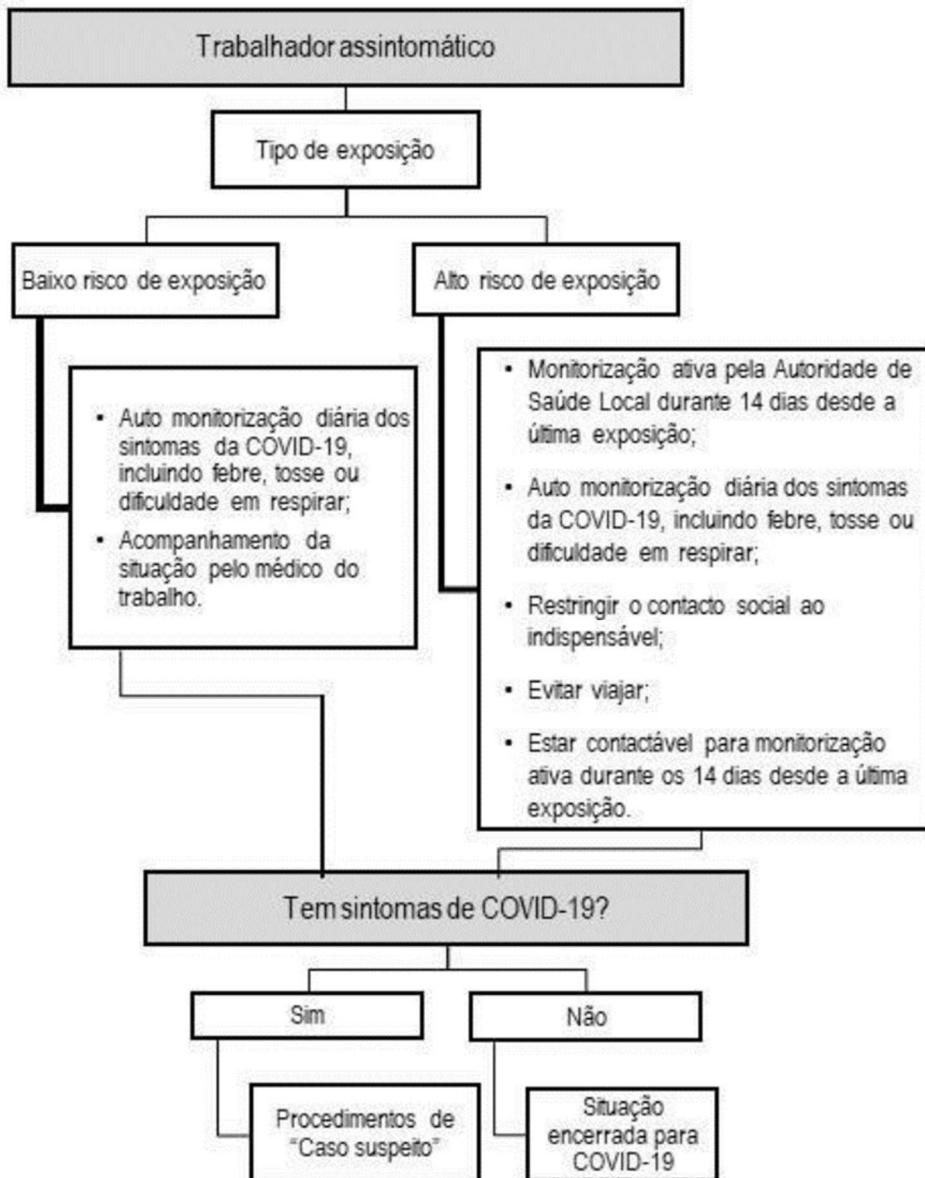 Trabalhador assintomático
Tipo de exposição
Baixo risco de exposição
Alto risco de exposição
• Auto monitorização diária dos
sintomas da COVID-19,
incluindo febre, tosse ou
dificuldade em respirar;
• Acompanhamento da
situação pelo médico do
trabalho.
• Monitorização ativa pela Autoridade de
Saúde Local durante 14 dias desde a
última exposição;
• Auto monitorização diária dos sintomas
da COVID-19, incluindo febre, tosse ou
dificuldade em respirar;
• Restringir o contacto social ao
indispensável;
• Evitar viajar;
• Estar contactável para monitorização
ativa durante os 14 dias desde a última
exposição.
Tem sintomas de COVID-19?
Sim
Não
Procedimentos de
“Caso suspeito”
Situação
encerrada para
COVID-19